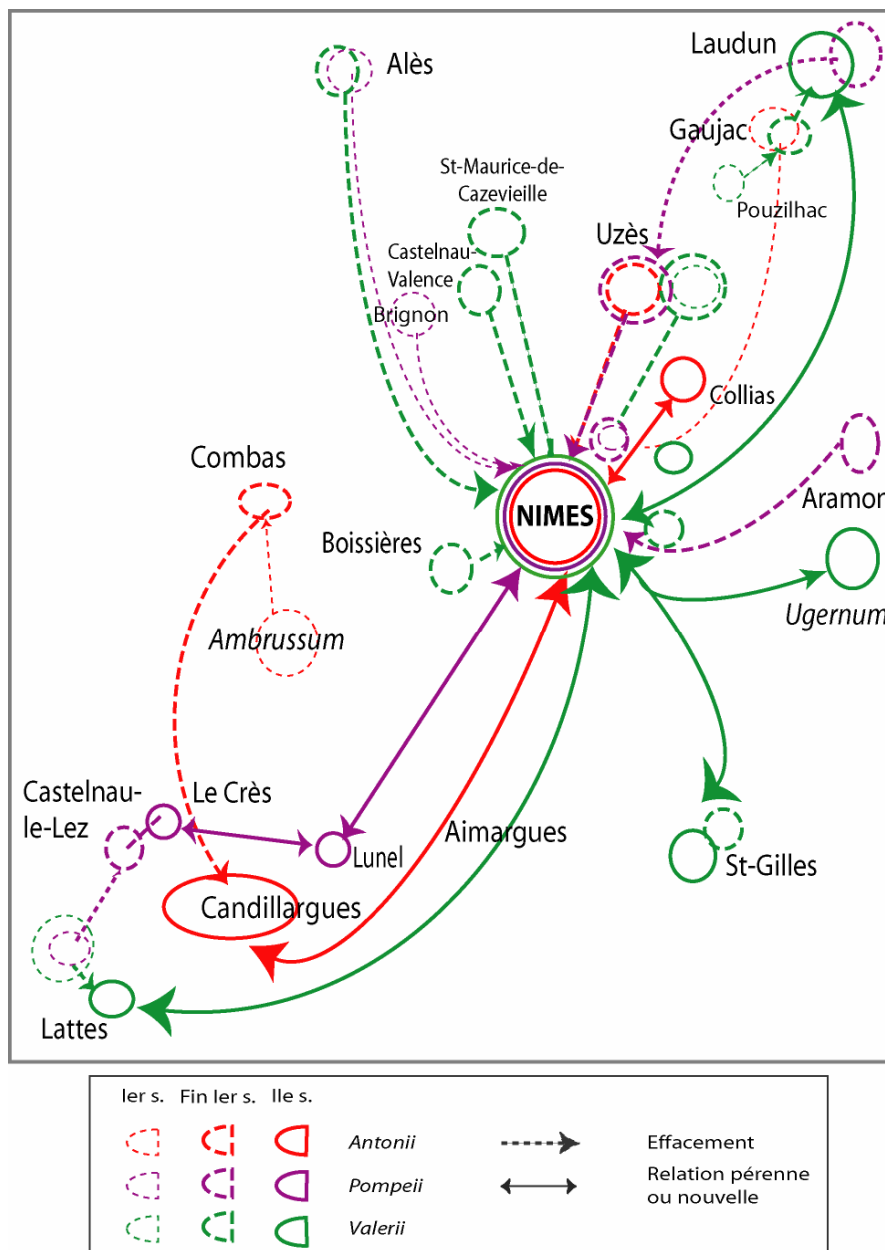 Laudun
Alès
Gaujac
St-Maurice-de-
Cazevieille
Pouzilhac
Uzès
Castelnau-
Valence
Brignon
Collias
Combas
Aramon
NIMES
Boissières
Ugernum
Ambrussum
Castelnau-
le-Lez
Le Crès
Aimargues
Lunel
St-Gilles
Candillargues
Lattes
Ier s.
Fin Ier s.
IIe s.
Antonii
Effacement
Pompeii
Relation pérenne
ou nouvelle
Valerii